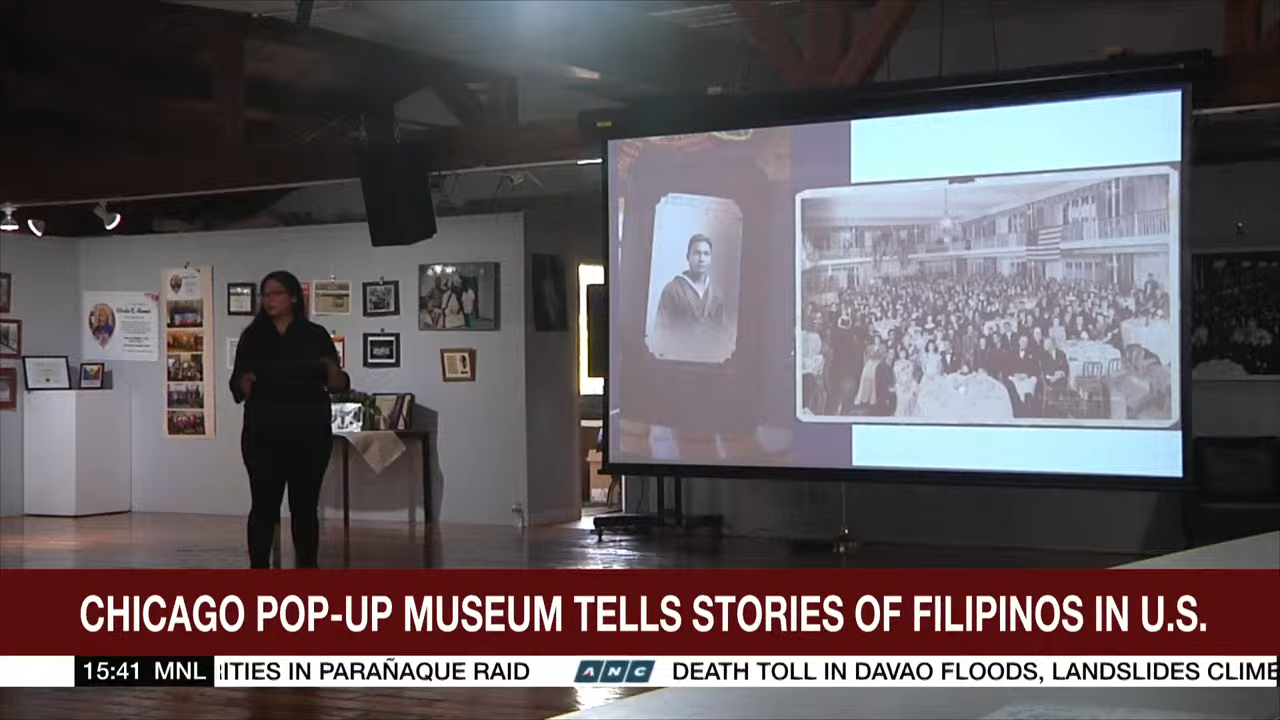 CHICAGO POP-UP MUSEUM TELLS STORIES OF FILIPINOS IN U.S.
15:41 MNL ITIES IN PARAÑAQUE RAID ANC DEATH TOLL IN DAVAO FLOODS, LANDSLIDES CLIME